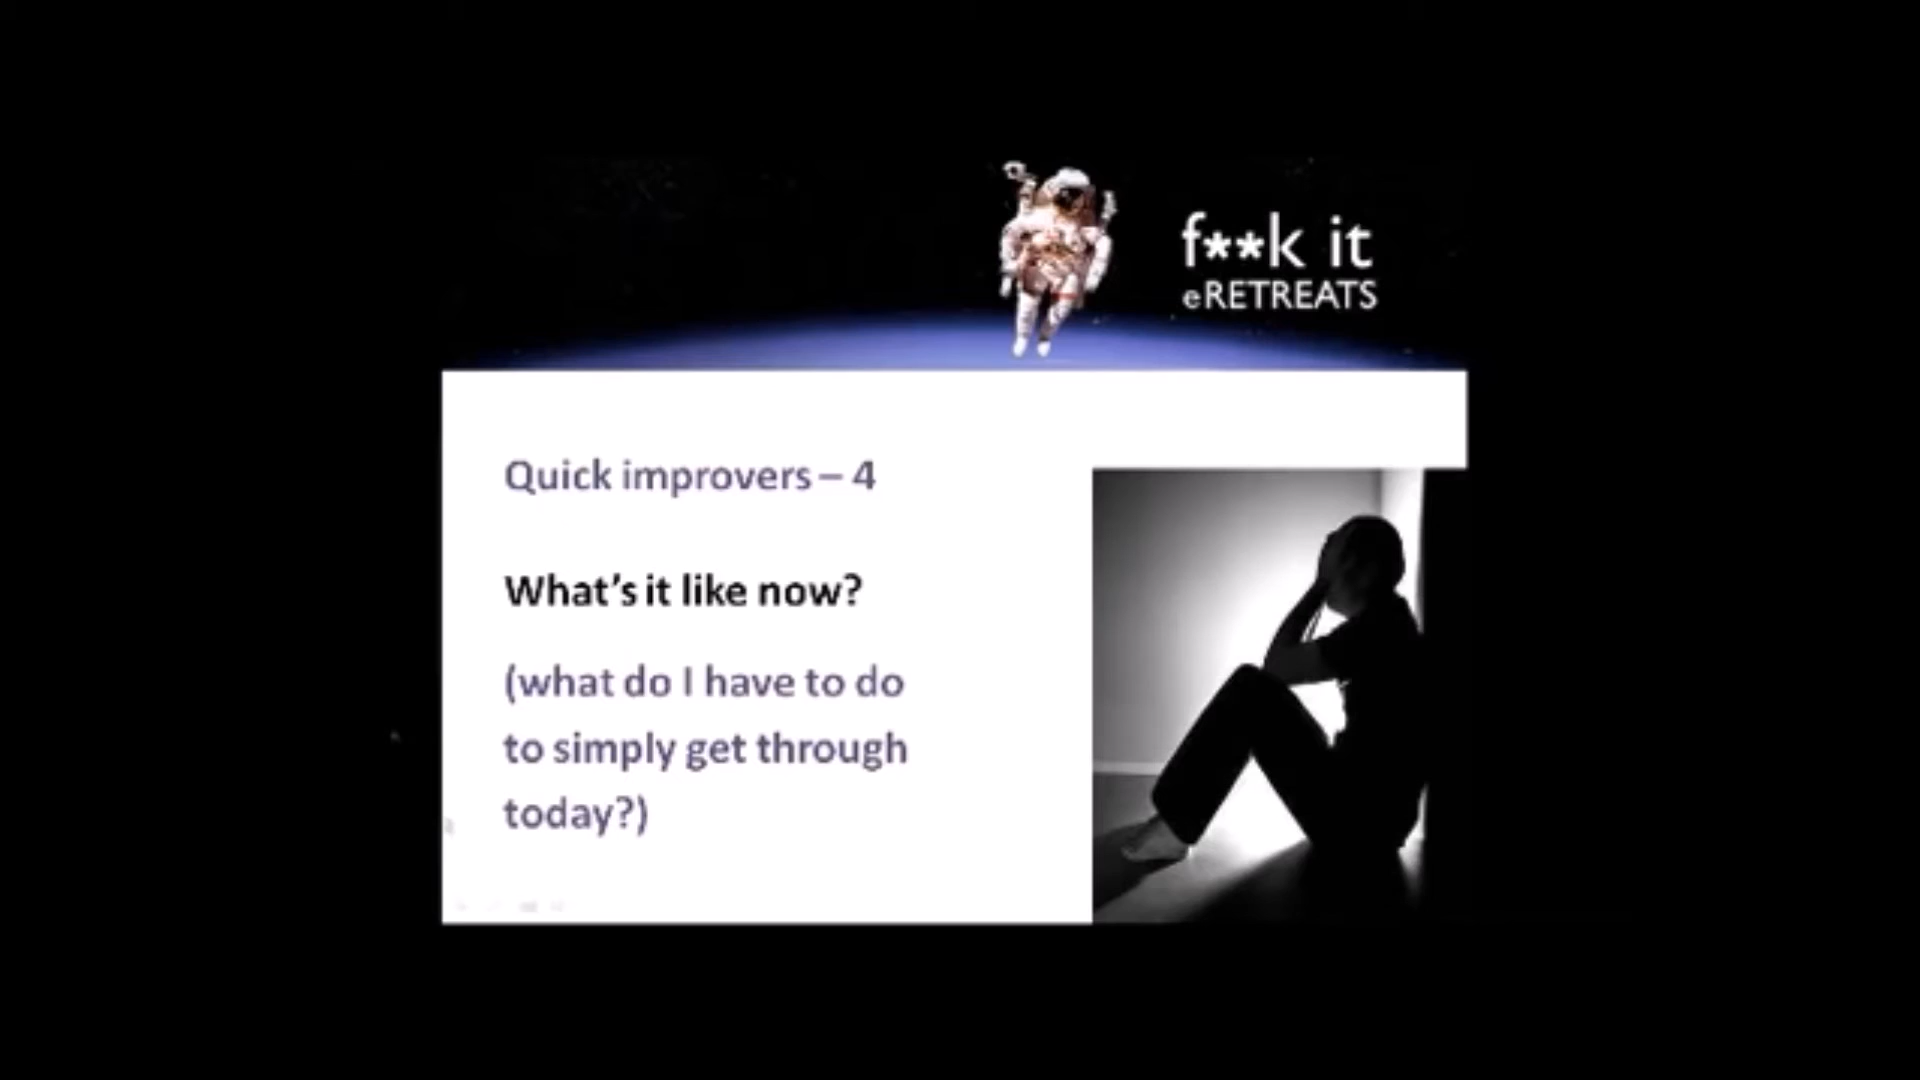 f**k it
eRETREATS
Quick improvers – 4
What's it like now?
(what do I have to do
to simply get through
today?)